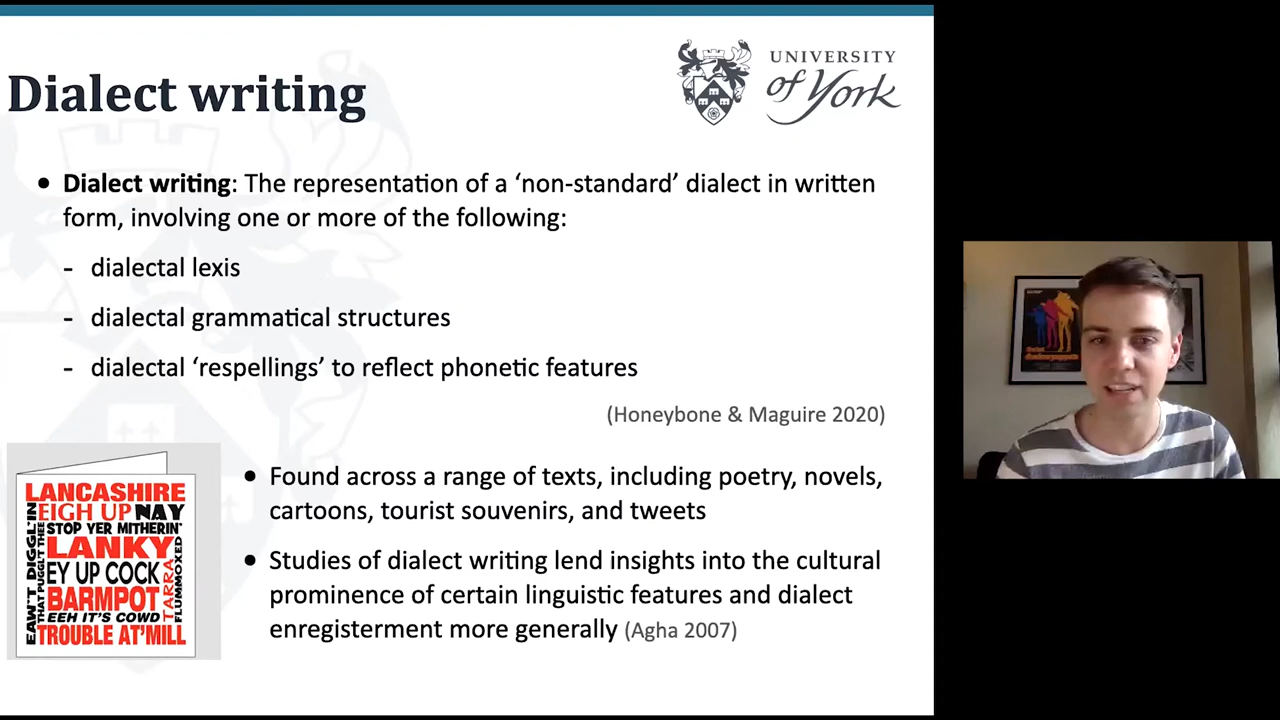 UNIVERSITY
of York
Dialect writing
• Dialect writing: The representation of a ‘non-standard’ dialect in written
form, involving one or more of the following:
- dialectal lexis
- dialectal grammatical structures
- dialectal ‘respellings’ to reflect phonetic features
(Honeybone & Maguire 2020)
LANCASHIRE
EIGH UP NAY
STOP YER MITHERIN'
LANKY
EY UP COCK
BARMPOT
EEH IT'S COWD
TROUBLE AT'MILL
TARRA
FLUMMOXED
• Found across a range of texts, including poetry, novels,
cartoons, tourist souvenirs, and tweets
• Studies of dialect writing lend insights into the cultural
prominence of certain linguistic features and dialect
enregisterment more generally (Agha 2007)